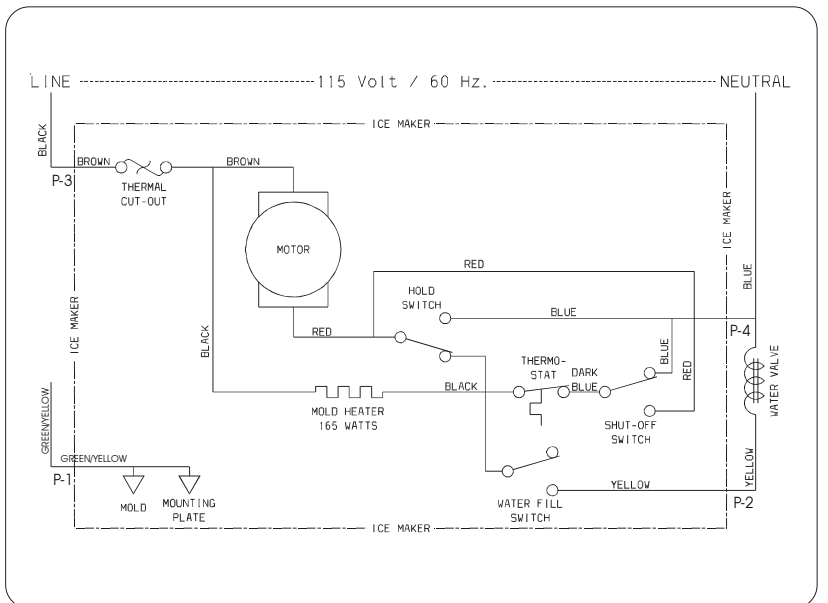 LINE 115 Volt / 60 Hz. NEUTRAL
ICE MAKER
BLACK
BROWN
BROWN
P-3
THERMAL
CUT-OUT
MOTOR
ICE MAKER
RED
BLUE
HOLD
SWITCH
BLUE
RED
P-4
ICE MAKER
BLACK
THERMO-
STAT
DARK
BLUE
BLUE
RED
WATER VALVE
BLACK
MOLD HEATER
165 WATTS
SHUT-OFF
SWITCH
GREEN/YELLOW
GREEN/YELLOW
P-1
MOLD
MOUNTING
PLATE
YELLOW
YELLOW
WATER FILL
SWITCH
P-2
ICE MAKER